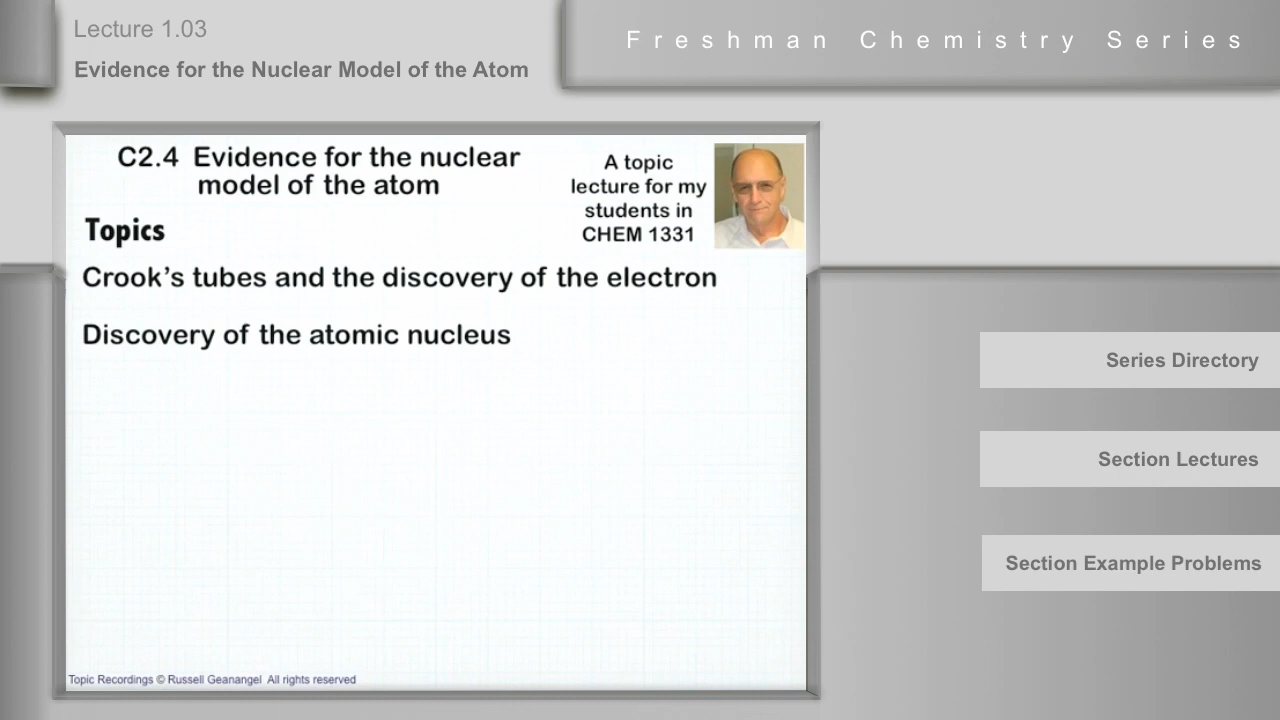 Lecture 1.03
Evidence for the Nuclear Model of the Atom
Freshman Chemistry Series
C2.4 Evidence for the nuclear
model of the atom
A topic
lecture for my
students in
CHEM 1331
Topics
Crook's tubes and the discovery of the electron
Discovery of the atomic nucleus
Series Directory
Section Lectures
Section Example Problems
Topic Recordings © Russell Geanangel All rights reserved